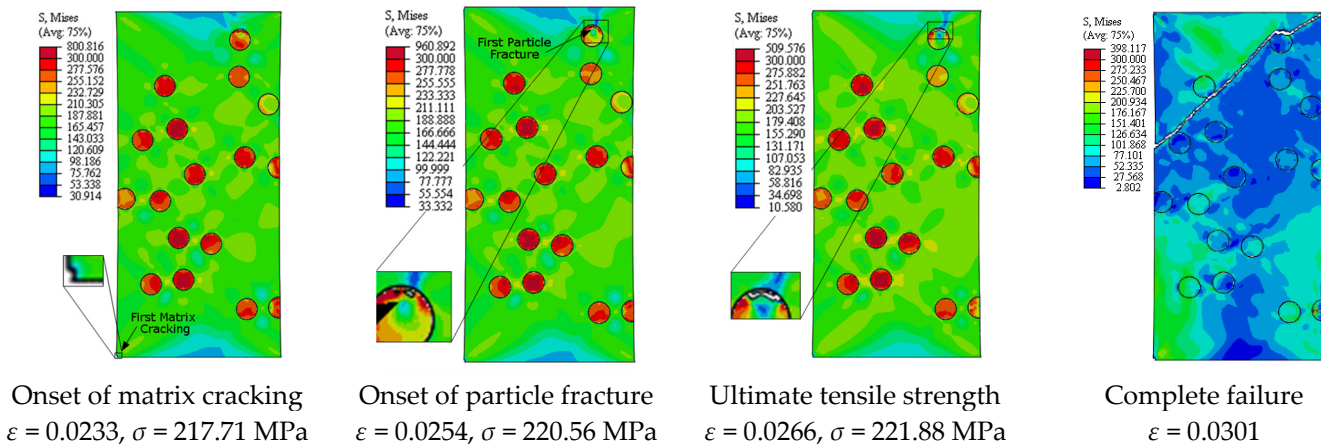 S, Mises
(Avg: 75%)
800.816
300.000
277.576
255.152
232.729
210.305
187.881
165.457
143.033
120.609
98.186
75.762
53.338
30.914
First Matrix
Cracking
Onset of matrix cracking
ε = 0.0233, σ = 217.71 MPa
S, Mises
(Avg: 75%)
960.892
300.000
277.778
255.555
233.333
211.111
188.888
166.666
144.444
122.221
99.999
77.777
55.554
33.332
First Particle
Fracture
Onset of particle fracture
ε = 0.0254, σ = 220.56 MPa
S, Mises
(Avg: 75%)
509.576
300.000
275.882
251.763
227.645
203.527
179.408
155.290
131.171
107.053
82.935
58.816
34.698
10.580
Ultimate tensile strength
ε = 0.0266, σ = 221.88 MPa
S, Mises
(Avg: 75%)
398.117
300.000
275.233
250.467
225.700
200.934
176.167
151.401
126.634
101.868
77.101
52.335
27.568
2.802
Complete failure
ε = 0.0301